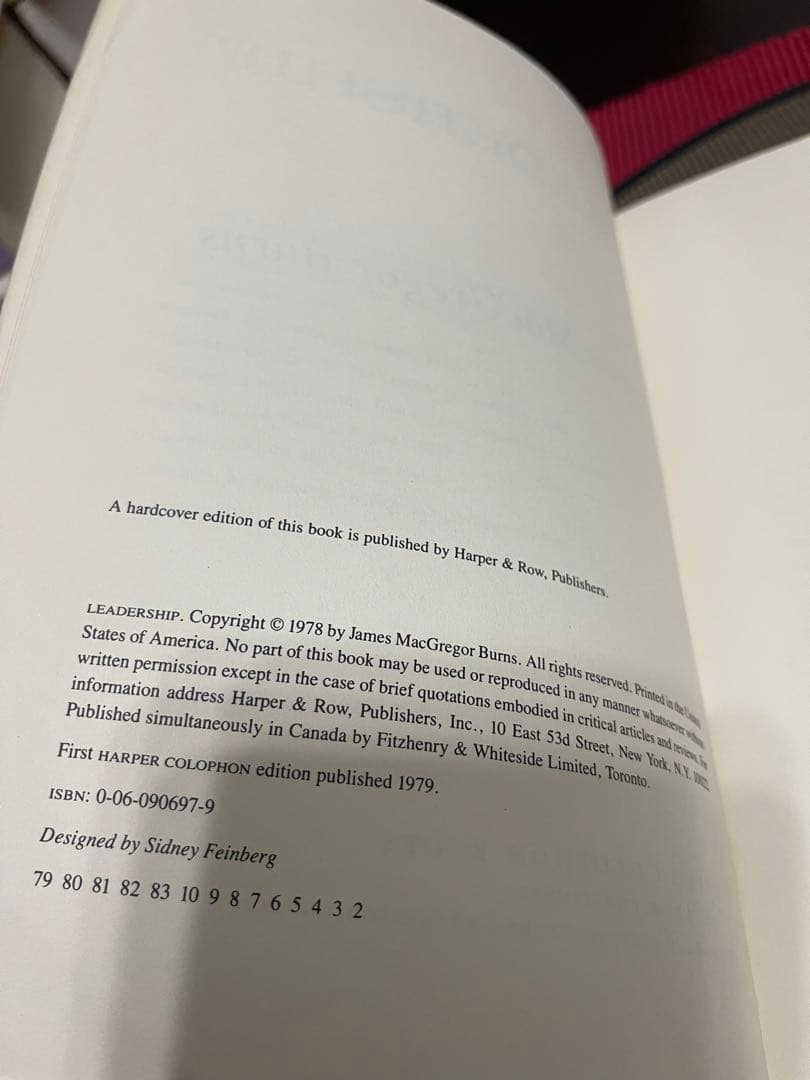 A hardcover edition of this book is published by Harper & Row, Publishers.
LEADERSHIP. Copyright © 1978 by James MacGregor Burns. All rights reserved. Printed in the United
States of America. No part of this book may be used or reproduced in any manner whatsoever without
written permission except in the case of brief quotations embodied in critical articles and reviews. For
information address Harper & Row, Publishers, Inc., 10 East 53d Street, New York, N.Y. 10022.
Published simultaneously in Canada by Fitzhenry & Whiteside Limited, Toronto.
First HARPER COLOPHON edition published 1979.
ISBN: 0-06-090697-9
Designed by Sidney Feinberg
79 80 81 82 83 10 9 8 7 6 5 4 3 2